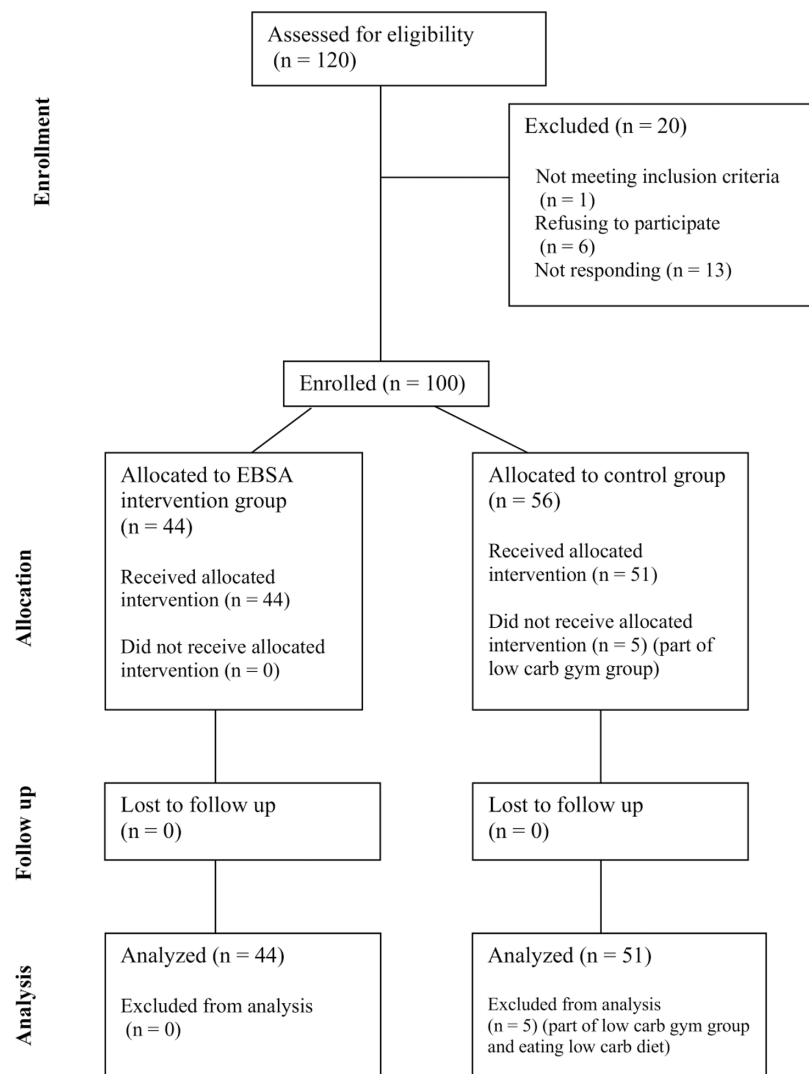 Assessed for eligibility
(n = 120)
Enrollment
Excluded (n = 20)
Not meeting inclusion criteria
(n = 1)
Refusing to participate
(n = 6)
Not responding (n = 13)
Enrolled (n = 100)
Allocation
Allocated to EBSA
intervention group
(n = 44)
Received allocated
intervention (n = 44)
Did not receive allocated
intervention (n = 0)
Allocated to control group
(n = 56)
Received allocated
intervention (n = 51)
Did not receive allocated
intervention (n = 5) (part of
low carb gym group)
Follow up
Lost to follow up
(n = 0)
Lost to follow up
(n = 0)
Analysis
Analyzed (n = 44)
Excluded from analysis
(n = 0)
Analyzed (n = 51)
Excluded from analysis
(n = 5) (part of low carb gym group
and eating low carb diet)